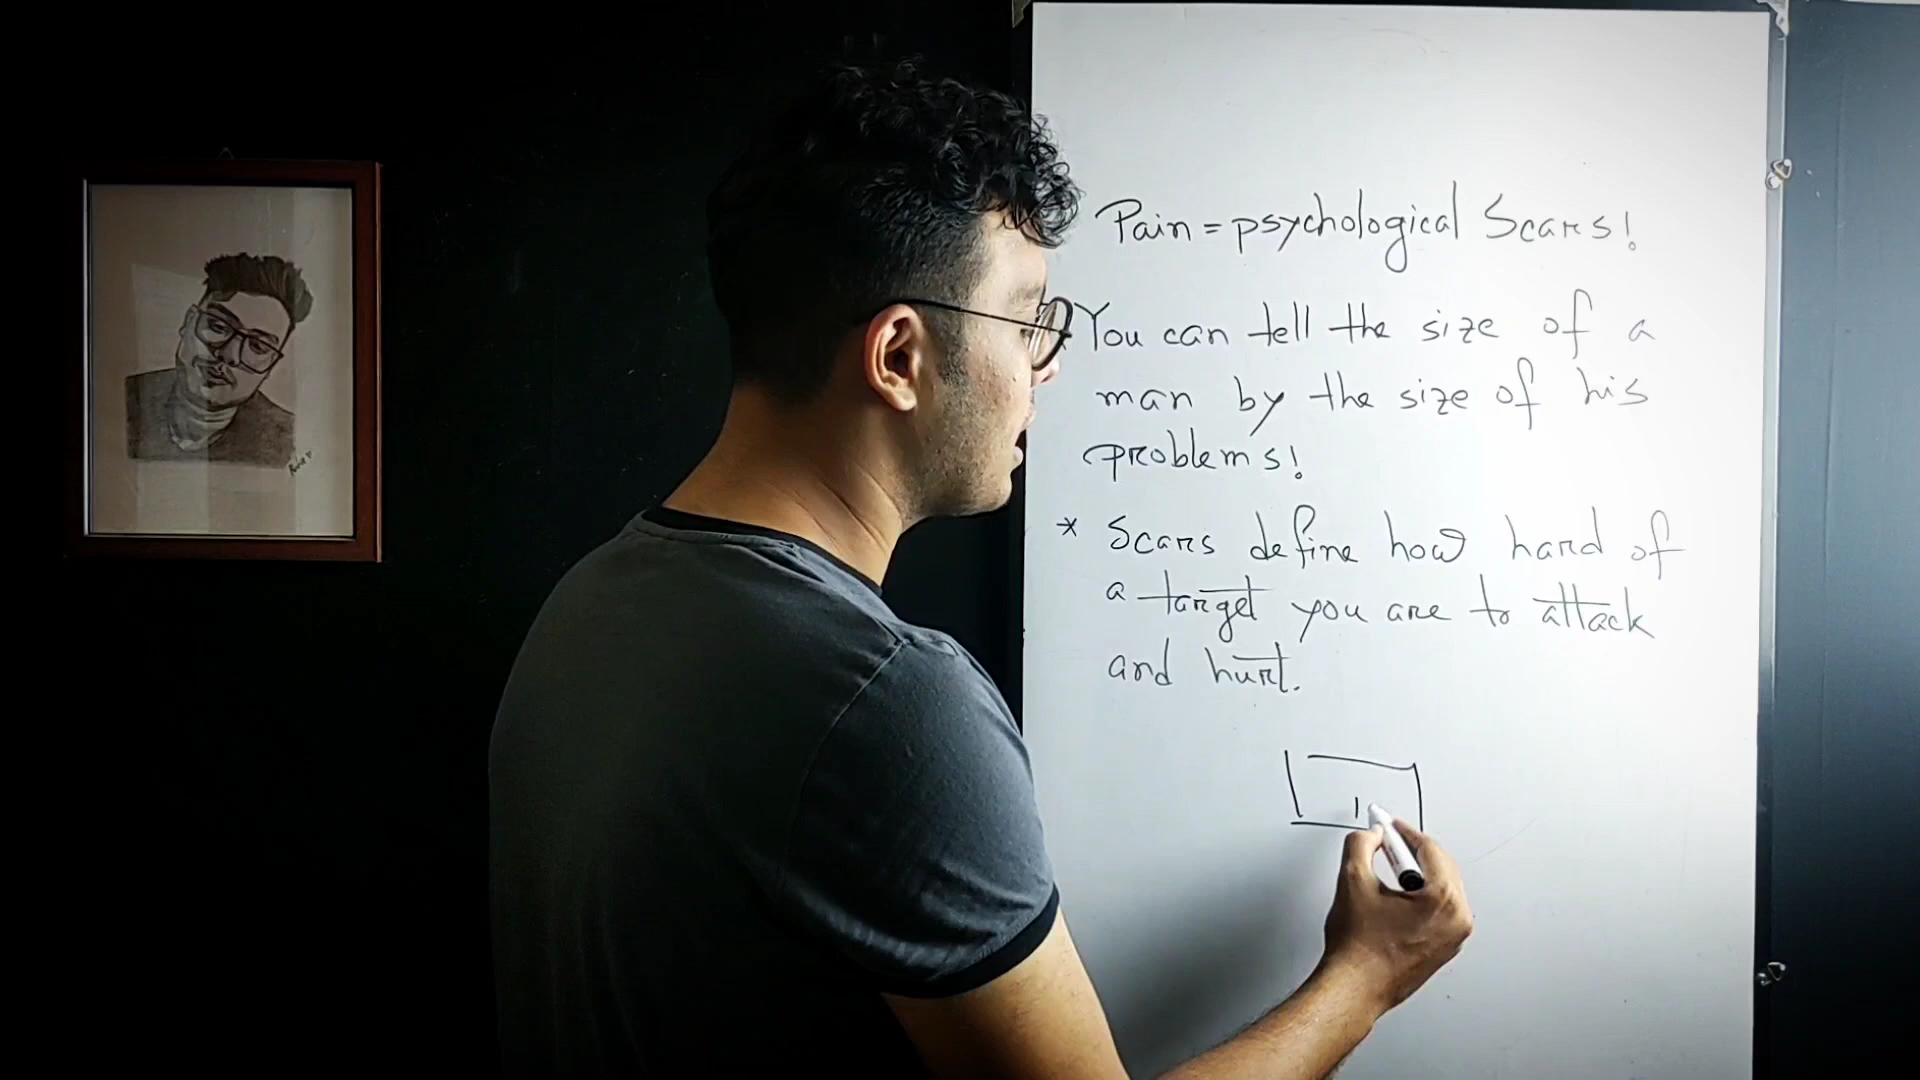 Pain = psychological Scars!
You can tell the size of a
man by the size of his
problems!
* Scars define how hard of
a target you are to attack
and hurt.